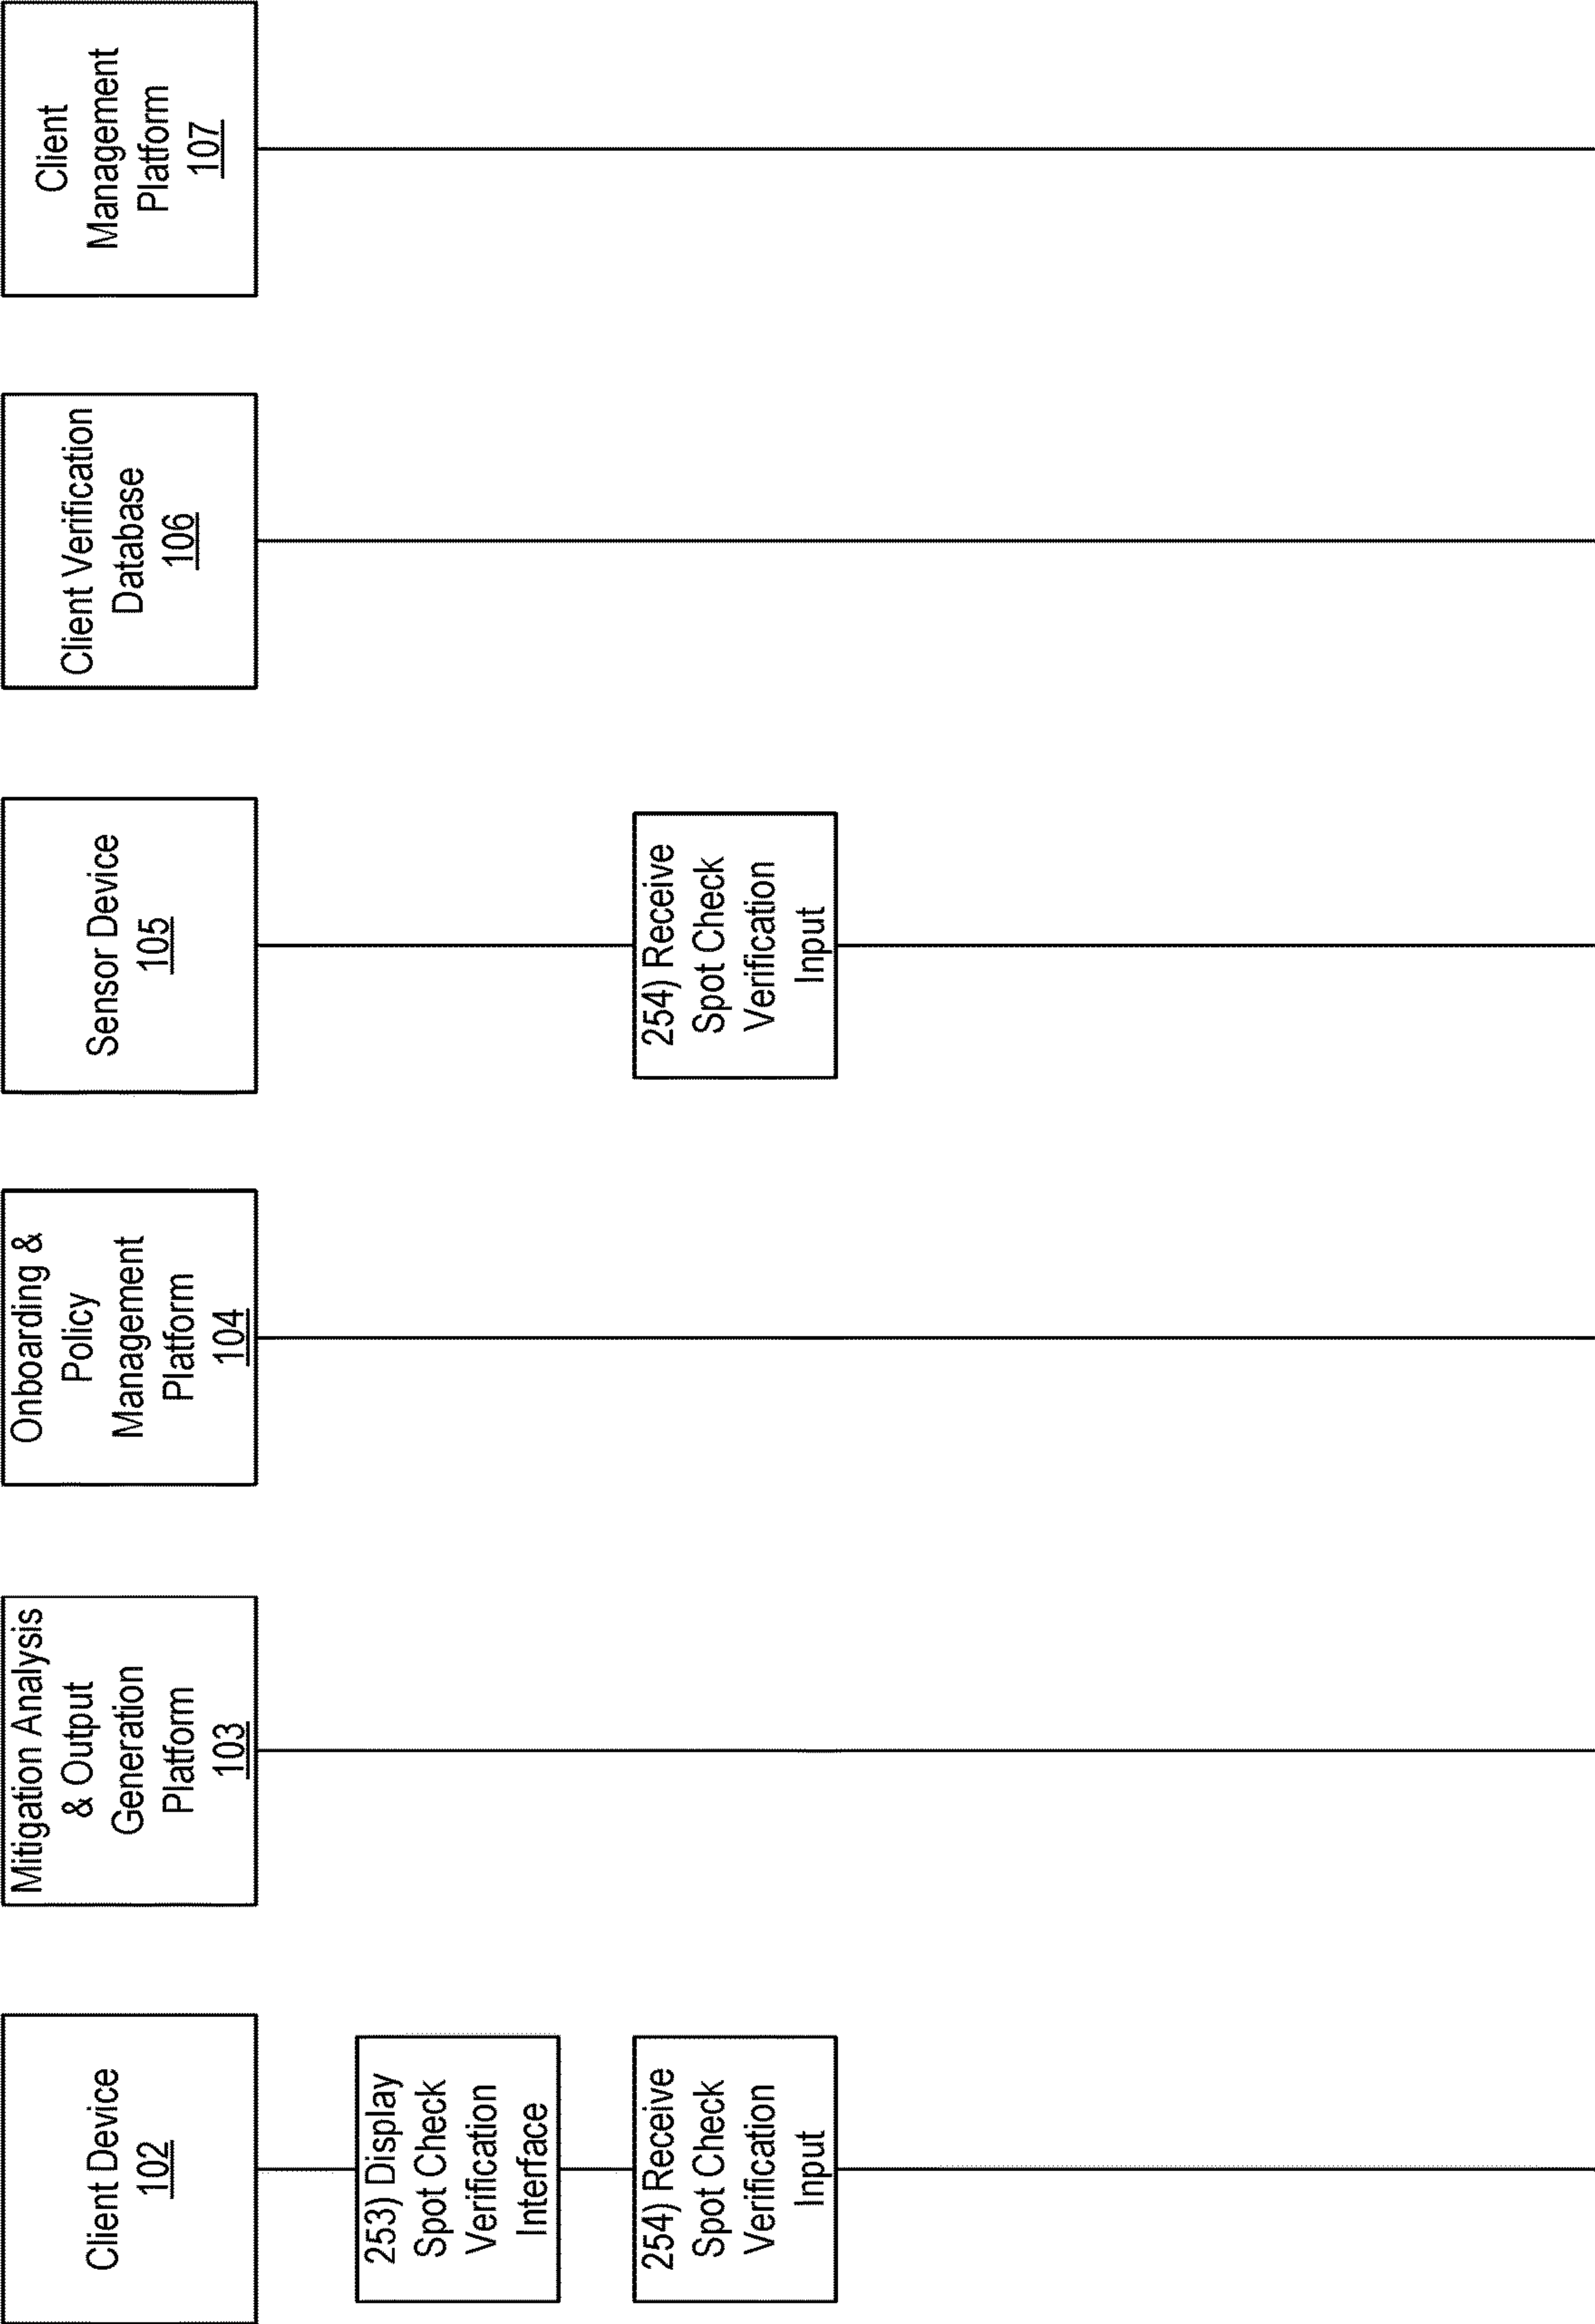 Client Device
102
Mitigation Analysis
& Output
Generation
Platform
103
Onboarding &
Policy
Management
Platform
104
Sensor Device
105
Client Verification
Database
106
Client
Management
Platform
107
253) Display
Spot Check
Verification
Interface
254) Receive
Spot Check
Verification
Input
254) Receive
Spot Check
Verification
Input